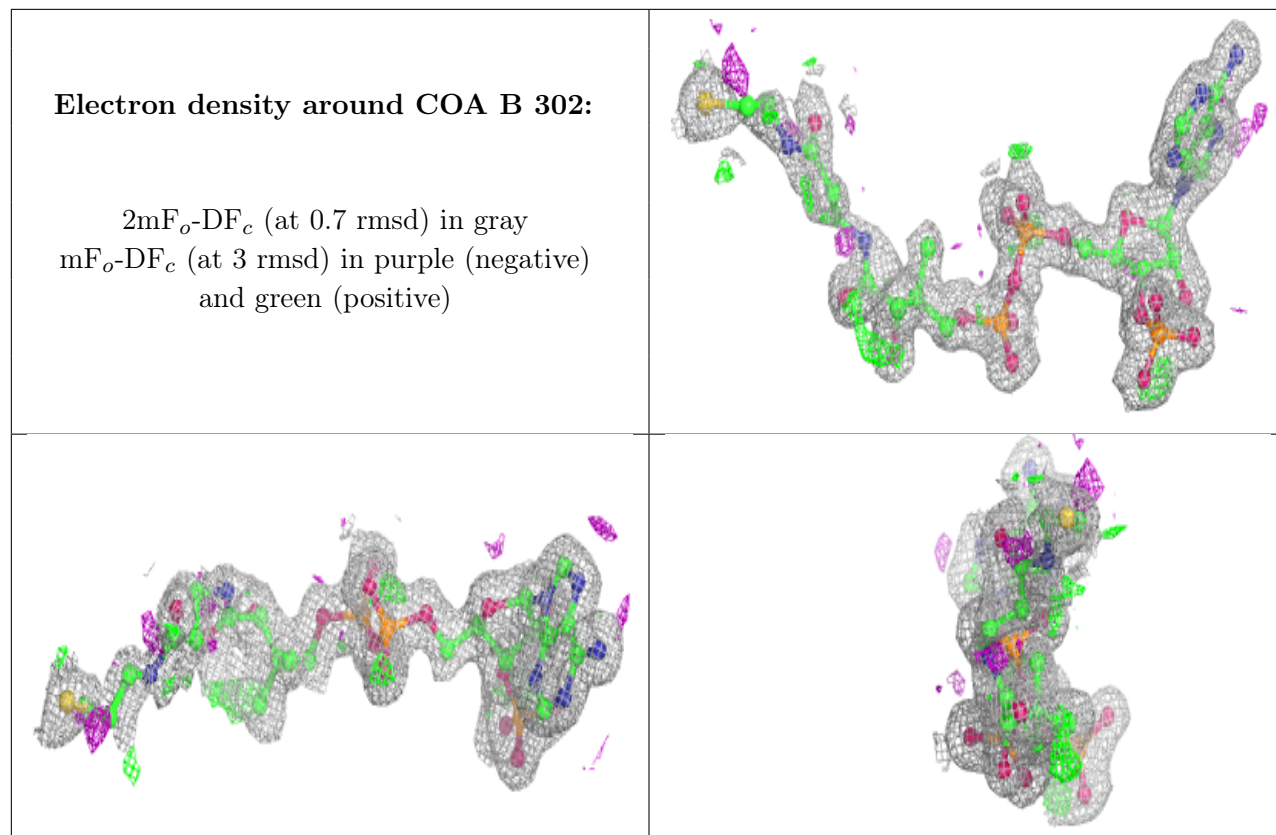 Electron density around COA B 302:
2mFo-DFc (at 0.7 rmsd) in gray
mFo-DFc (at 3 rmsd) in purple (negative)
and green (positive)